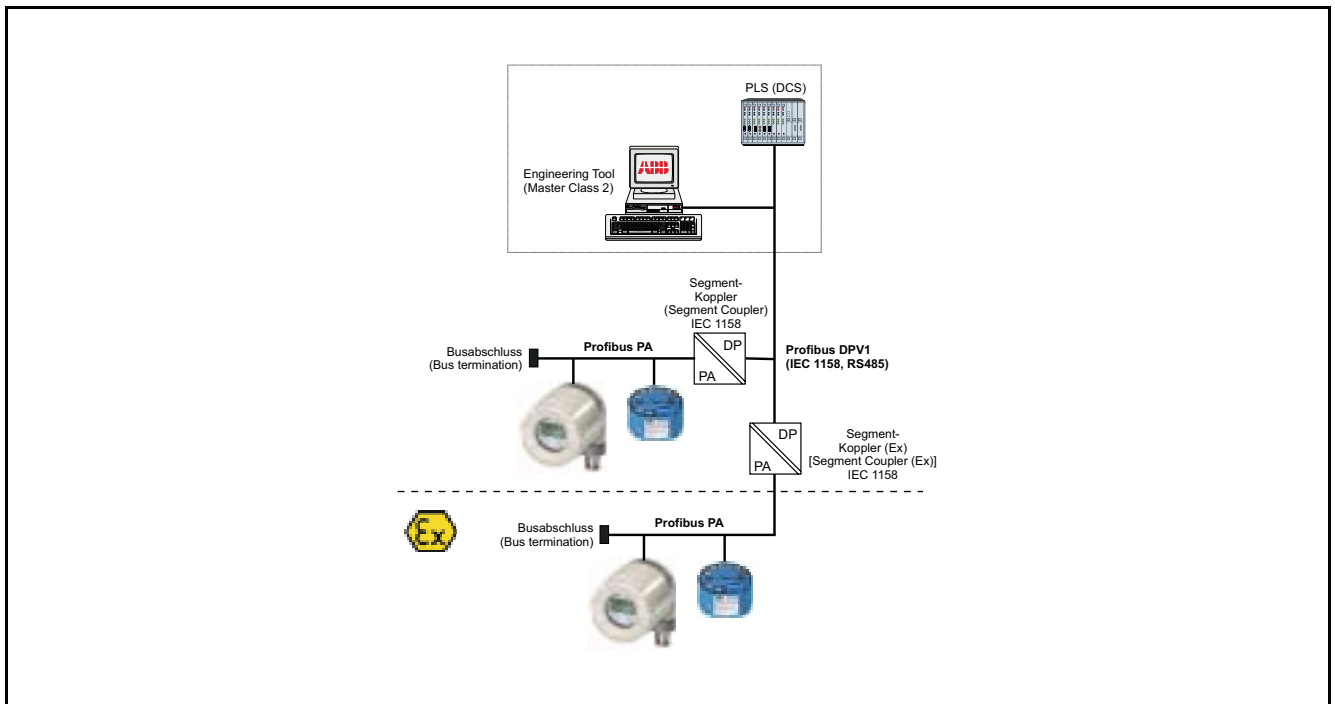 PLS (DCS)
ABB
Engineering Tool
(Master Class 2)
Segment-
Koppler
(Segment Coupler)
IEC 1158
DP
PA
Profibus PA
Busabschluss
(Bus termination)
Profibus DPV1
(IEC 1158, RS485)
DP
PA
Segment-
Koppler (Ex)
[Segment Coupler (Ex)]
IEC 1158
Ex
Profibus PA
Busabschluss
(Bus termination)